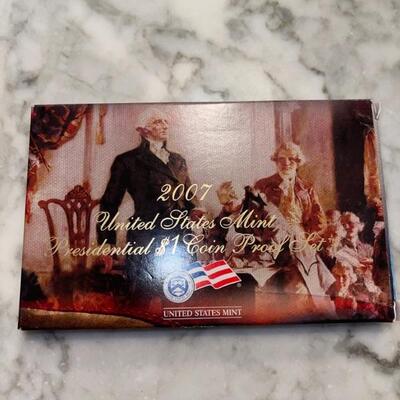 2007
United States Mint
Presidential $1 Coin Proof Set
UNITED STATES MINT